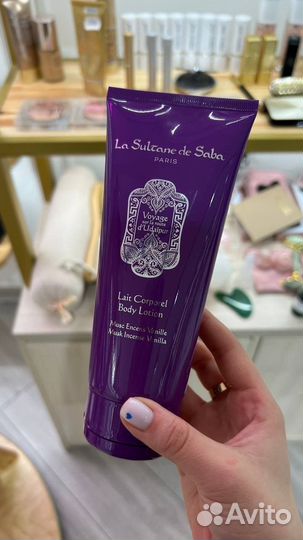 La Sultane de Saba
PARIS
Voyage
sur la route
d'Udaipur
Lait Corporel
Body Lotion
Musc Encens Vanille
Musk Incense Vanilla
Avito